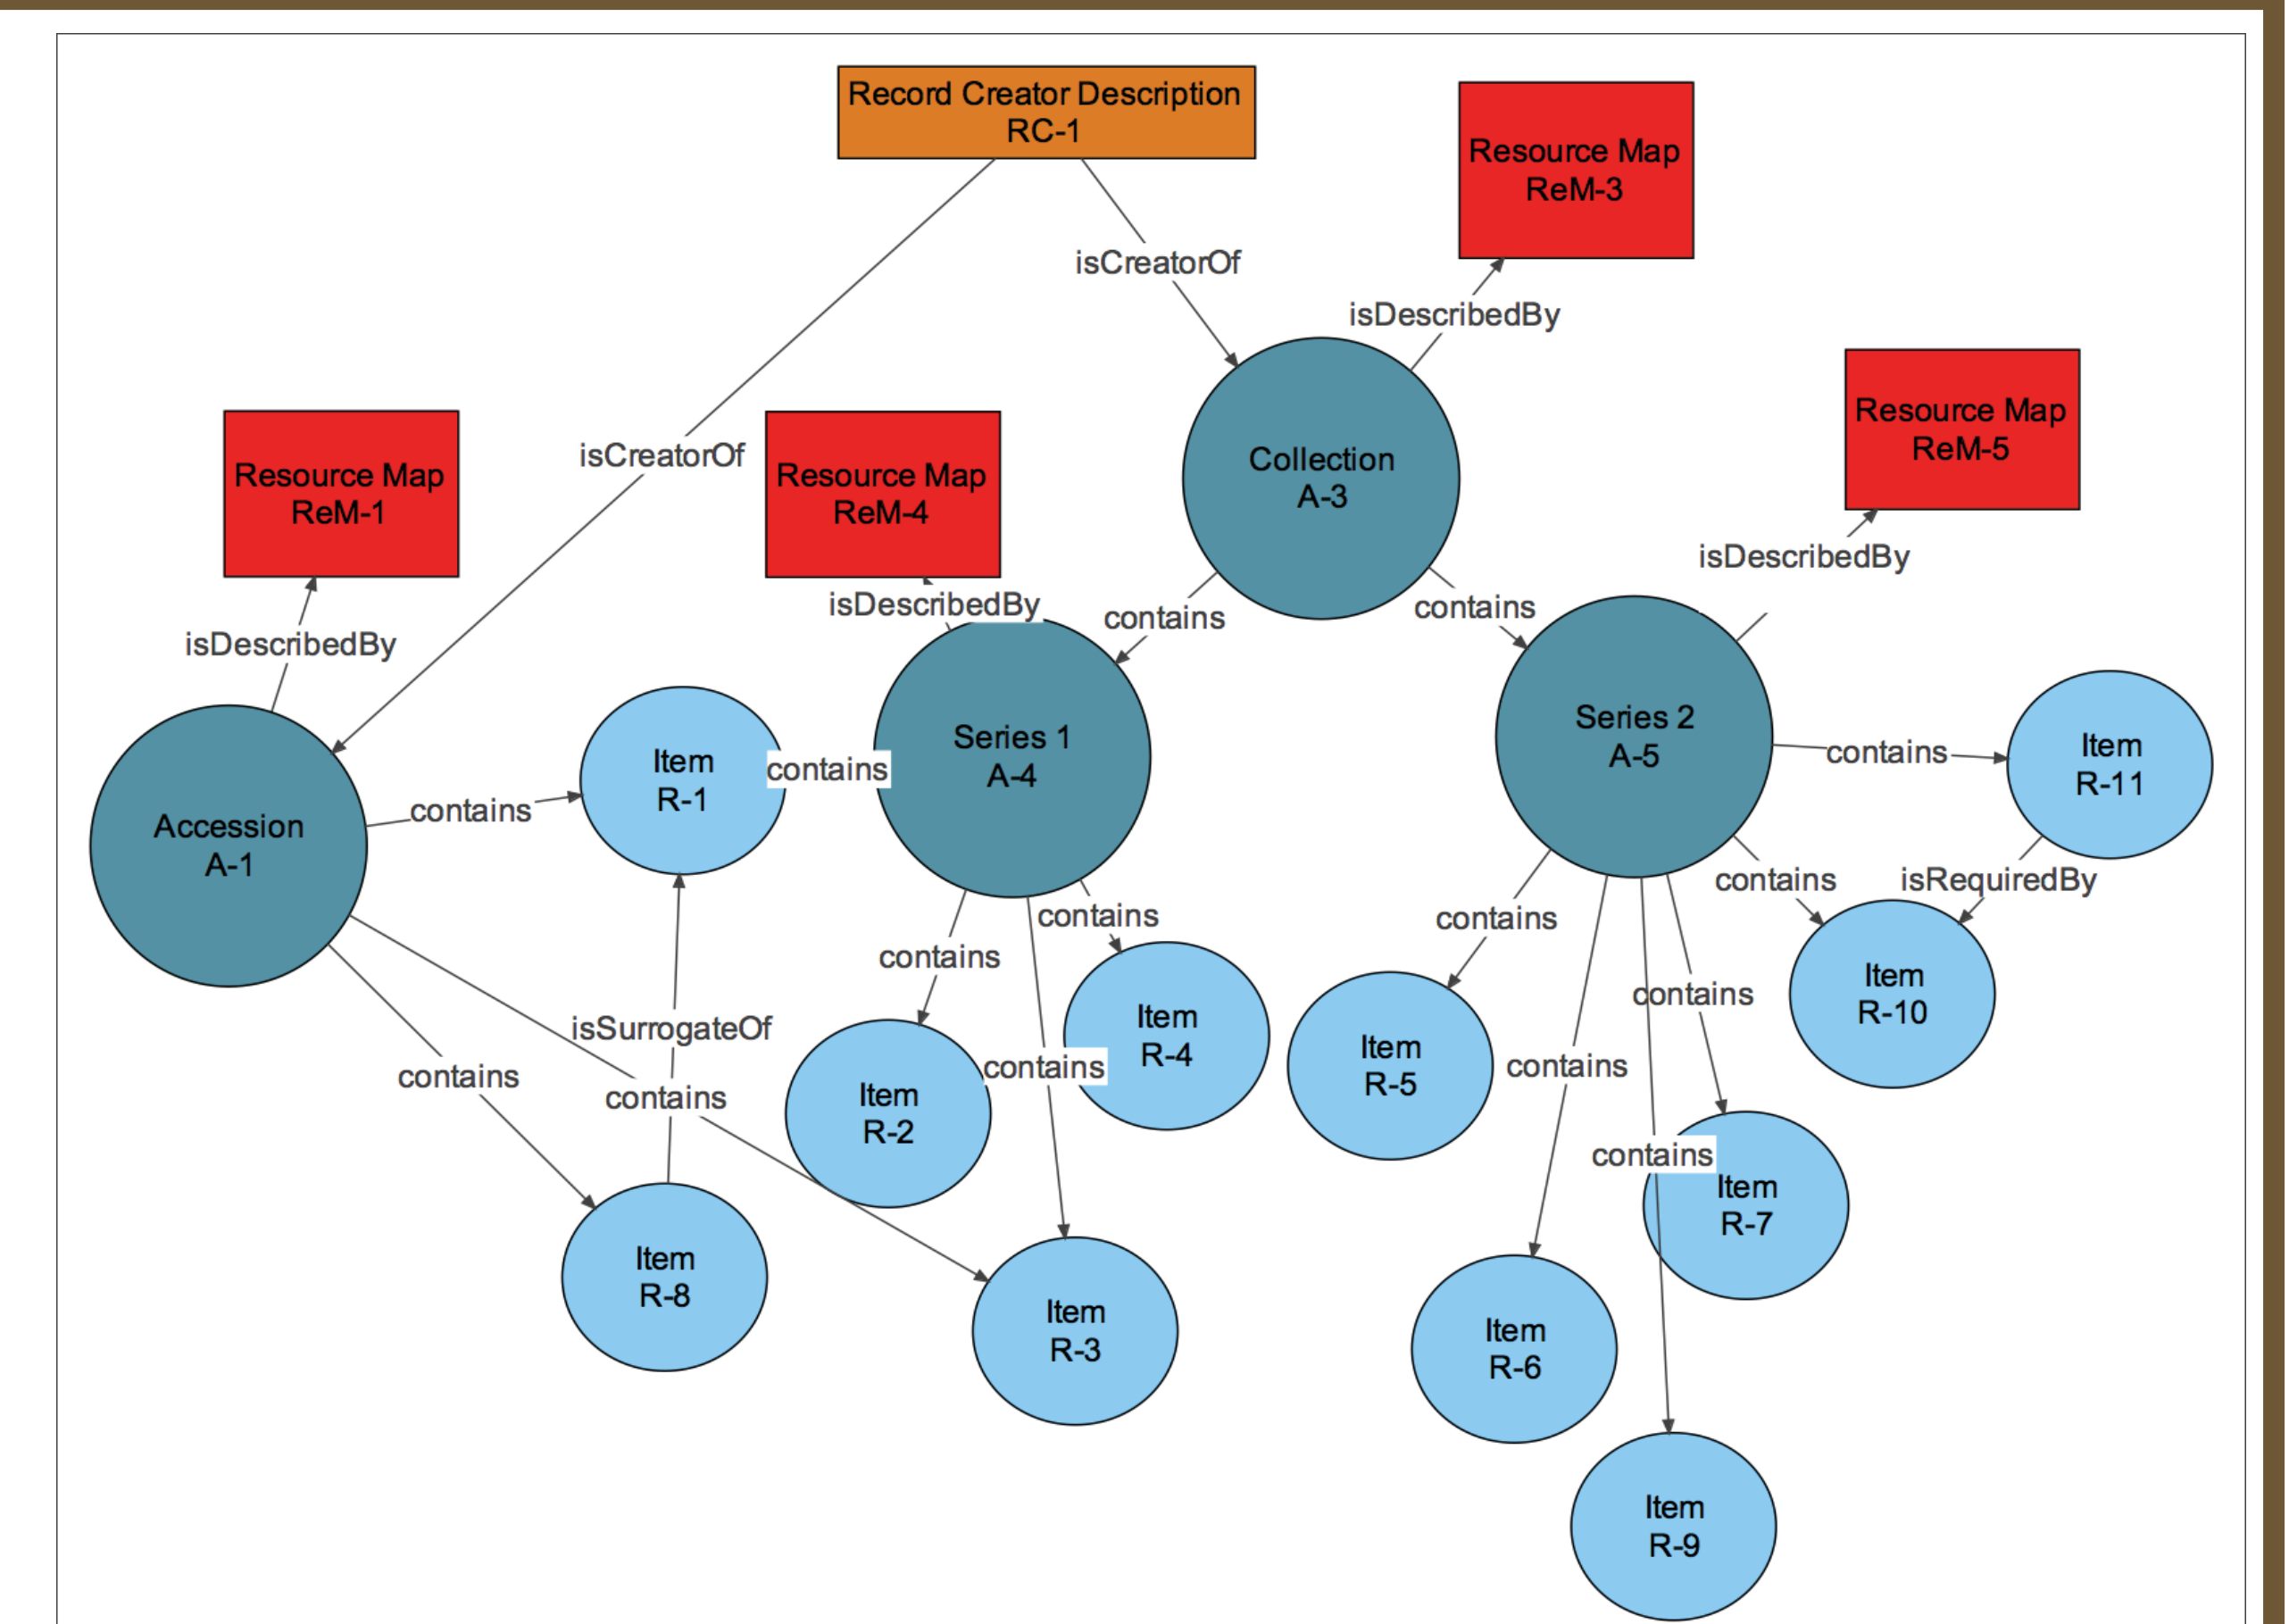 Record Creator Description
RC-1
Resource Map
ReM-3
isCreatorOf
isDescribedBy
Resource Map
ReM-5
isCreatorOf
Resource Map
ReM-1
Resource Map
ReM-4
Collection
A-3
isDescribedBy
isDescribedBy
isDescribedBy
contains
contains
Series 1
A-4
Series 2
A-5
Item
R-1
contains
contains
Item
R-11
Accession
A-1
contains
contains
isRequiredBy
contains
contains
contains
contains
Item
R-10
isSurrogateOf
Item
R-4
Item
R-5
contains
contains
contains
contains
Item
R-2
contains
contains
Item
R-7
Item
R-8
Item
R-3
Item
R-6
Item
R-9